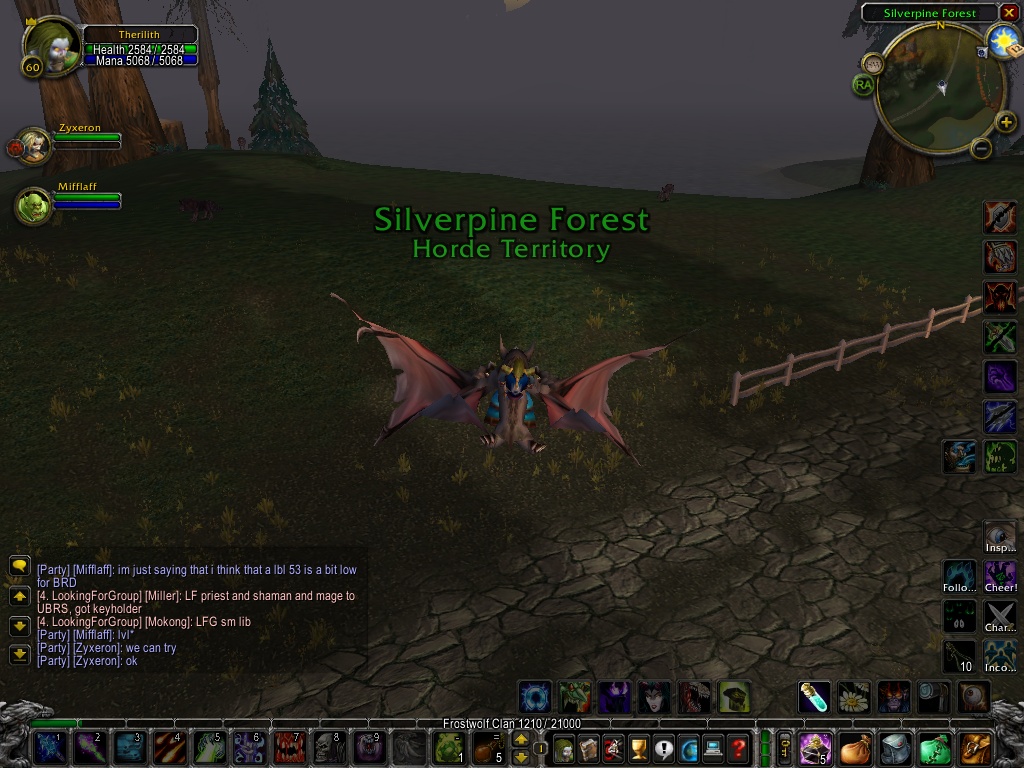 Therilith
Health 2584 / 2584
Mana 5068 / 5068
60
Zyxeron
Mifflaff
Silverpine Forest
N
RA
Silverpine Forest
Horde Territory
Insp...
Follo...
Cheer!
Char...
10
Inco...
[Party] [Mifflaff]: im just saying that i think that a lbl 53 is a bit low
for BRD
[4. LookingForGroup] [Miller]: LF priest and shaman and mage to
UBRS, got keyholder
[4. LookingForGroup] [Mokong]: LFG sm lib
[Party] [Mifflaff]: lvl*
[Party] [Zyxeron]: we can try
[Party] [Zyxeron]: ok
Frostwolf Clan 1210 / 21000
1 2 3 4 5 6 7 8 9 - = 1 5 1 5